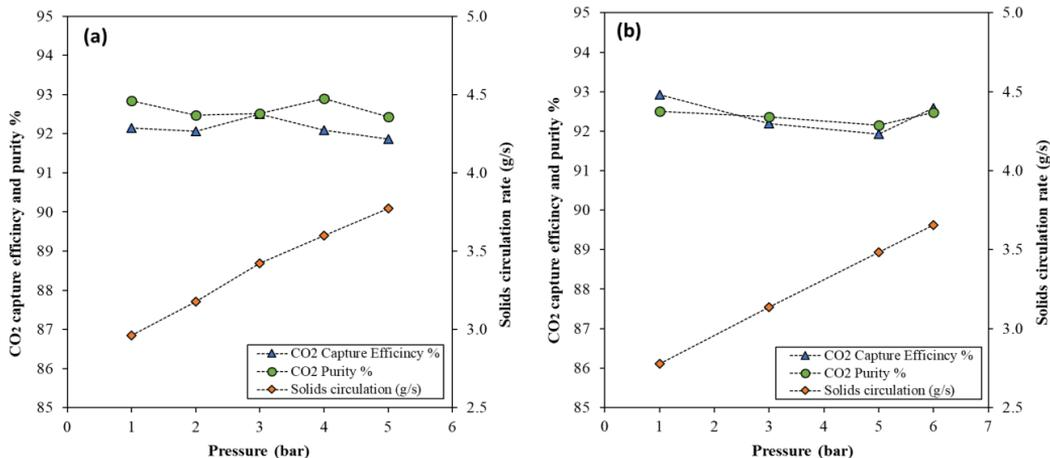 (a)
CO2 capture efficincy and purity %
95
94
93
92
91
90
89
88
87
86
85
5.0
4.5
4.0
3.5
3.0
2.5
Solids circulation rate (g/s)
CO2 Capture Efficincy %
CO2 Purity %
Solids circulation (g/s)
0 1 2 3 4 5 6
Pressure (bar)
(b)
CO2 capture efficincy and purity %
95
94
93
92
91
90
89
88
87
86
85
5.0
4.5
4.0
3.5
3.0
2.5
Solids circulation rate (g/s)
CO2 Capture Efficincy %
CO2 Purity %
Solids circulation (g/s)
0 1 2 3 4 5 6 7
Pressure (bar)